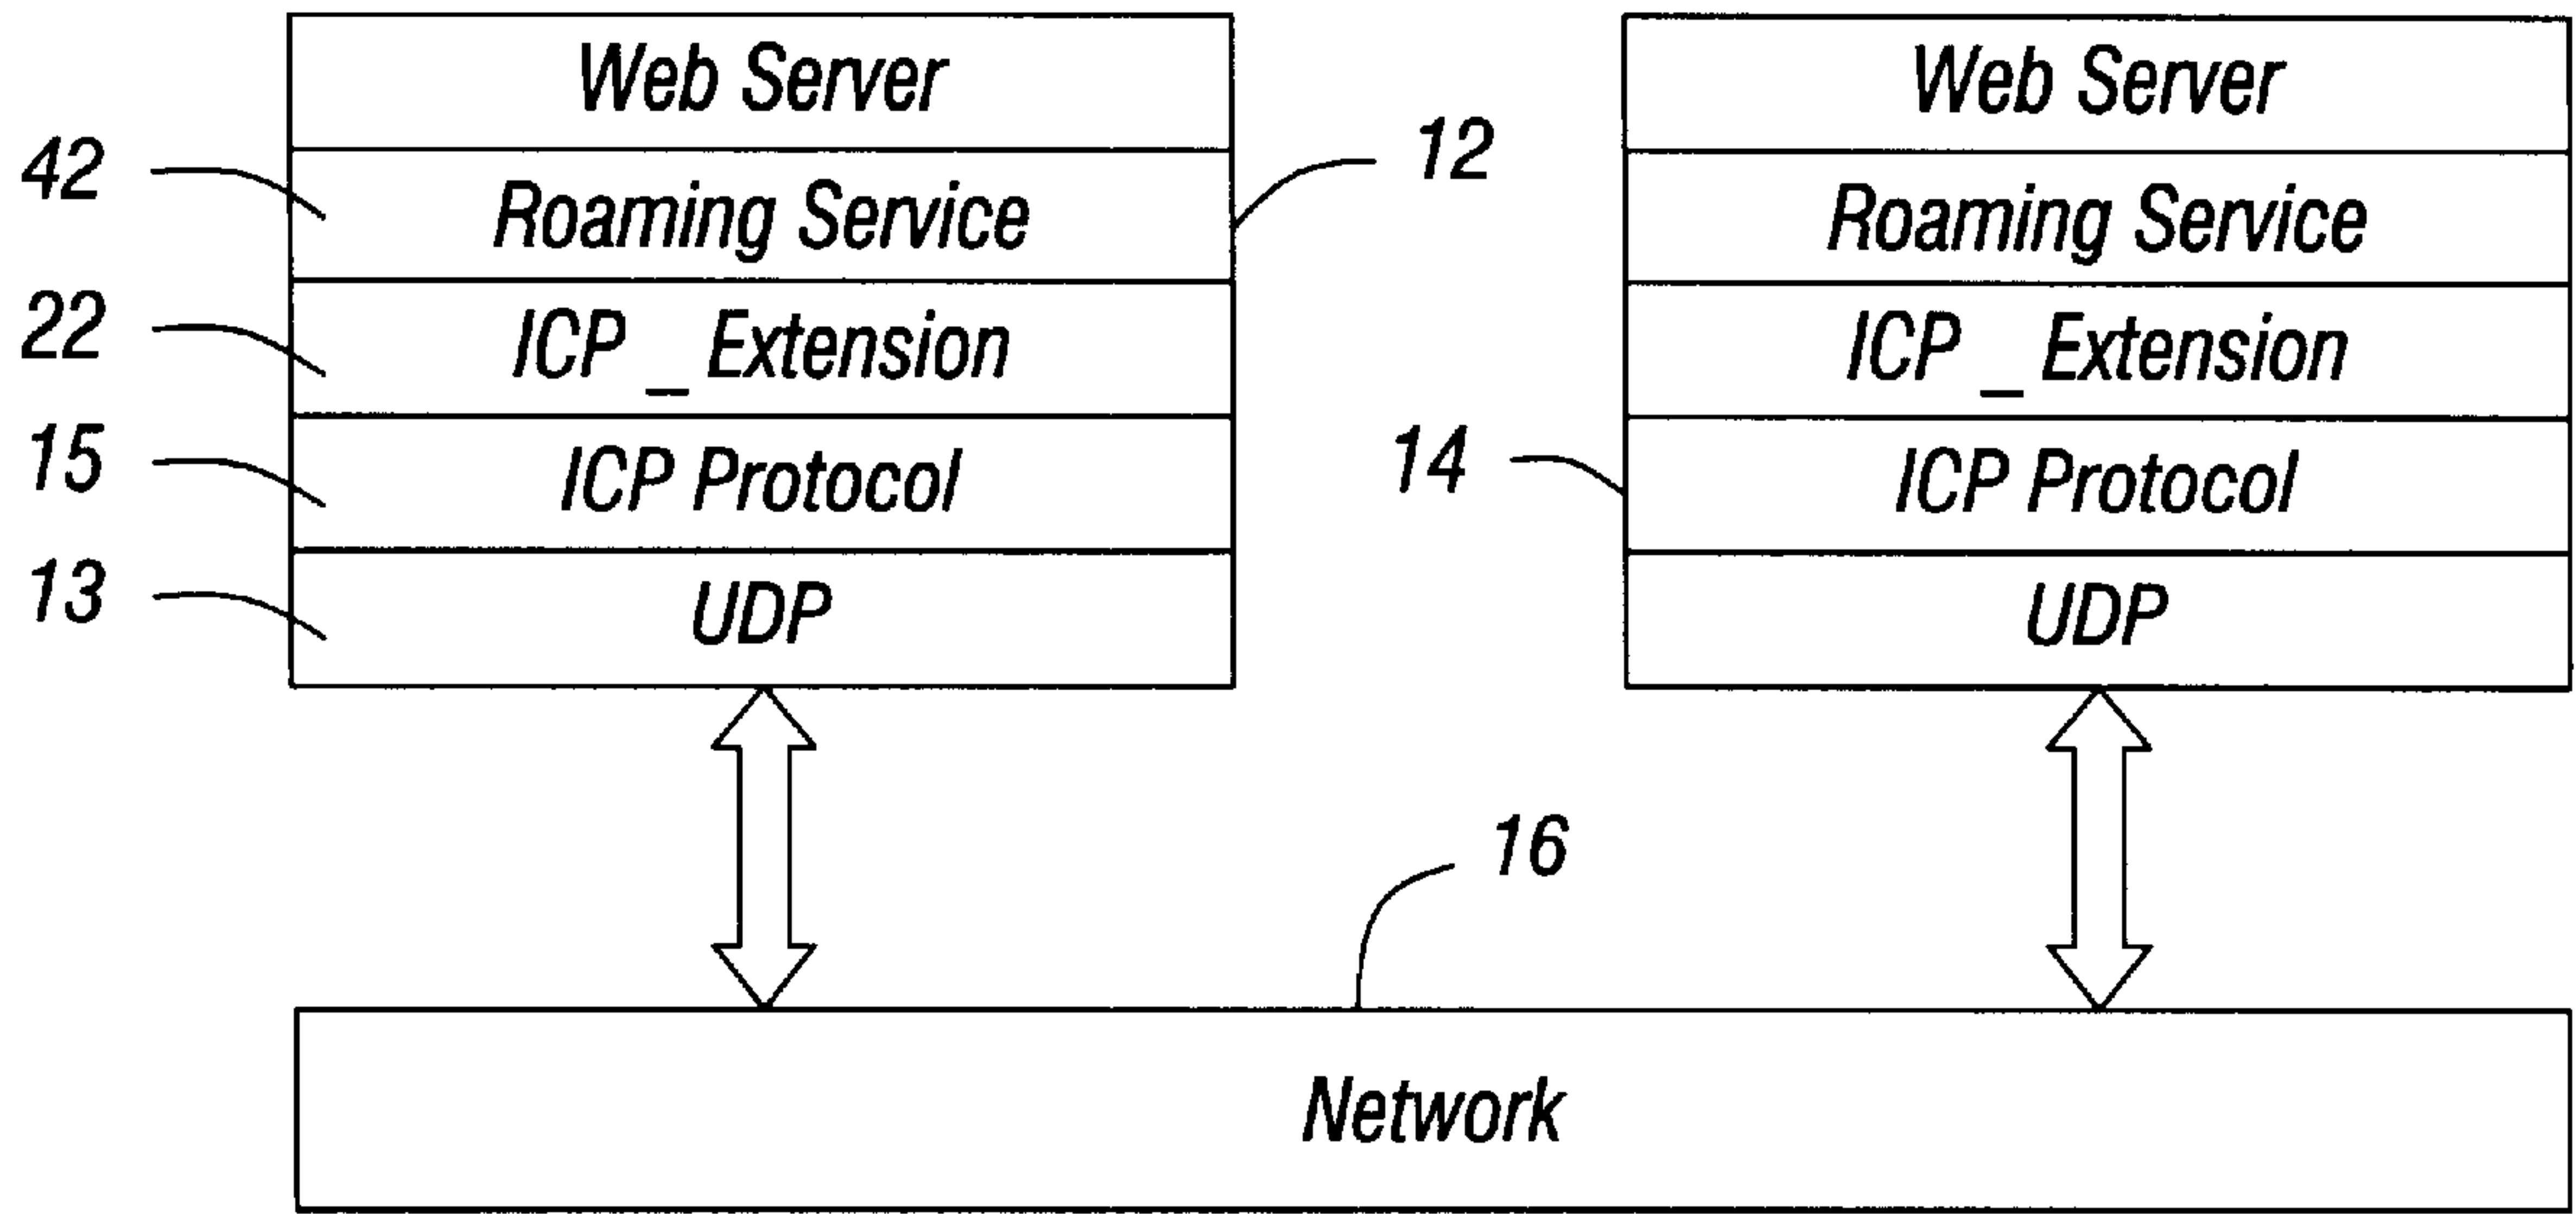 Web Server
Web Server
42
Roaming Service
12
Roaming Service
22
ICP _ Extension
ICP _ Extension
15
ICP Protocol
14
ICP Protocol
13
UDP
UDP
16
Network